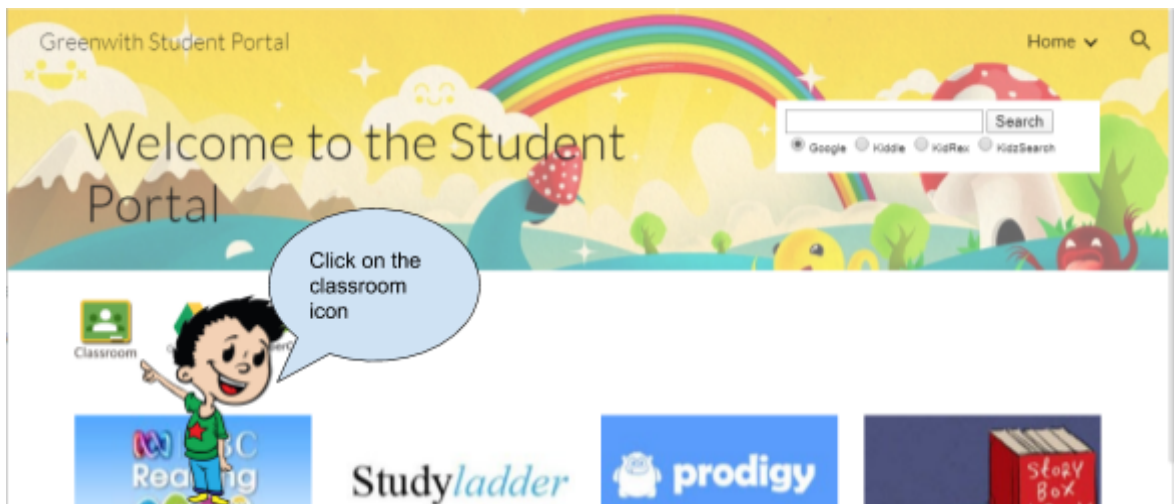 Greenwith Student Portal
Home
Welcome to the Student
Portal
Search
Google Kiddle KidRex KidzSearch
Click on the
classroom
icon
Classroom
Studyladder
prodigy
STORY
BOX